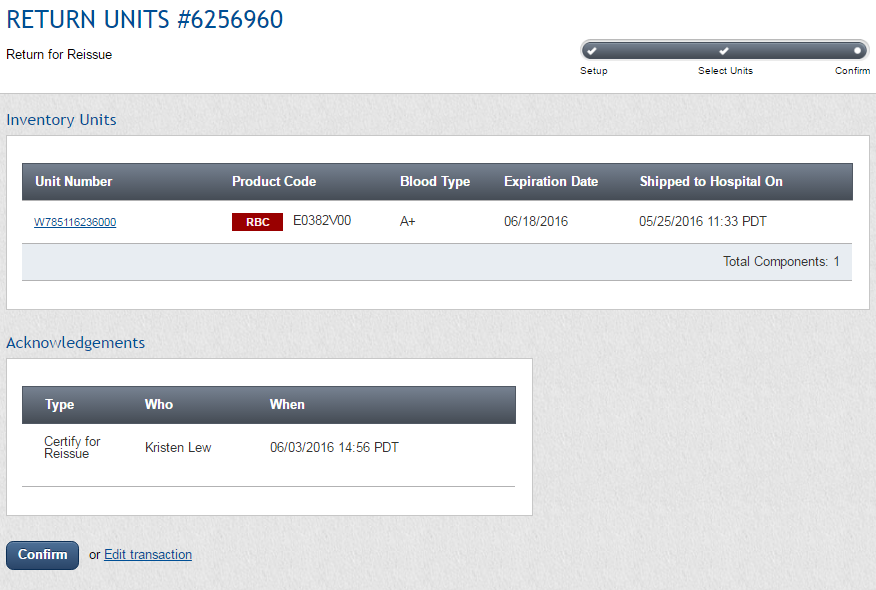 RETURN UNITS #6256960
Return for Reissue
Setup Select Units Confirm
Inventory Units
Unit Number Product Code Blood Type Expiration Date Shipped to Hospital On
W785116236000 RBC E0382V00 A+ 06/18/2016 05/25/2016 11:33 PDT
Total Components: 1
Acknowledgements
Type Who When
Certify for Reissue Kristen Lew 06/03/2016 14:56 PDT
Confirm or Edit transaction